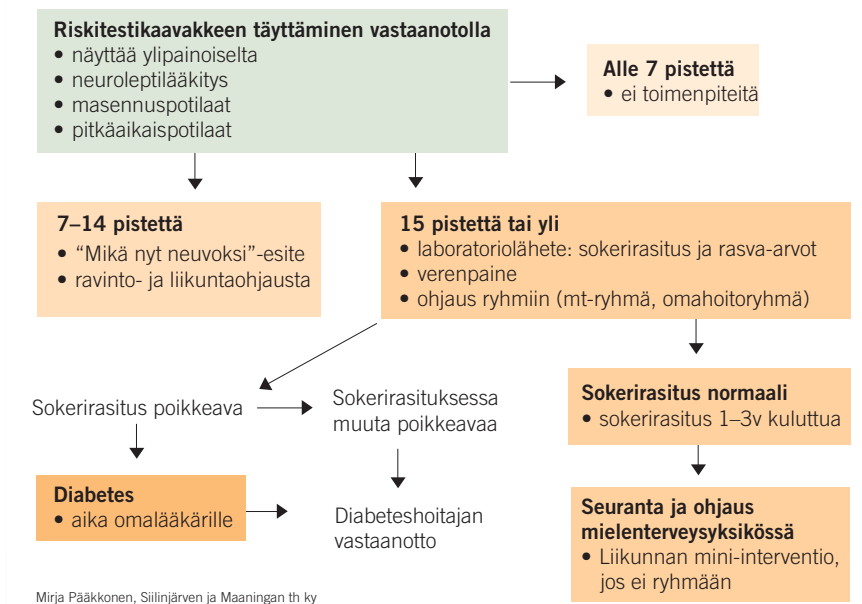 Riskitestikaavakkeen täyttäminen vastaanotolla
• näyttää ylipainoiselta
• neuroleptilääkitys
• masennuspotilaat
• pitkäaikaispotilaat
Alle 7 pistettä
• ei toimenpiteitä
7–14 pistettä
• “Mikä nyt neuvoksi”-esite
• ravinto- ja liikuntaohjausta
15 pistettä tai yli
• laboratoriolähete: sokerirasitus ja rasva-arvot
• verenpaine
• ohjaus ryhmiin (mt-ryhmä, omahoitoryhmä)
Sokerirasitus poikkeava
Sokerirasituksessa
muuta poikkeavaa
Sokerirasitus normaali
• sokerirasitus 1–3v kuluttua
Diabetes
• aika omalääkärille
Diabeteshoitajan
vastaanotto
Seuranta ja ohjaus
mielenterveysyksikössä
• Liikunnan mini-interventio,
jos ei ryhmään
Mirja Pääkkonen, Siilinjärven ja Maaningan th ky